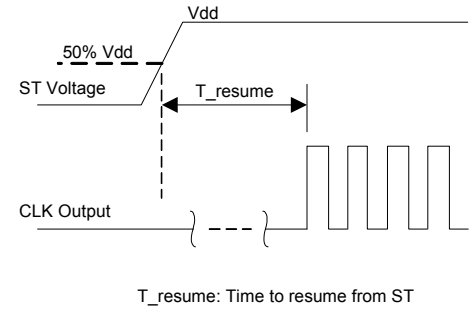 Vdd
50% Vdd
ST Voltage
T_resume
CLK Output
T_resume: Time to resume from ST